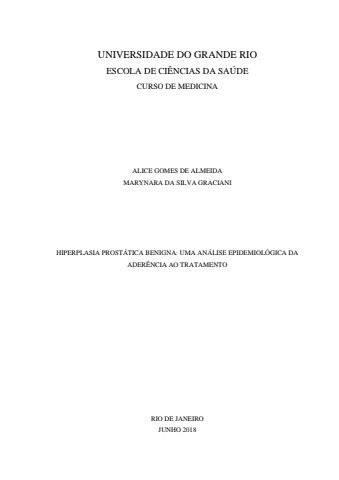 UNIVERSIDADE DO GRANDE RIO
ESCOLA DE CIÊNCIAS DA SAÚDE
CURSO DE MEDICINA
ALICE GOMES DE ALMEIDA
MARYNARA DA SILVA GRACIANI
HIPERPLASIA PROSTÁTICA BENIGNA: UMA ANÁLISE EPIDEMIOLÓGICA DA
ADERÊNCIA AO TRATAMENTO
RIO DE JANEIRO
JUNHO 2018